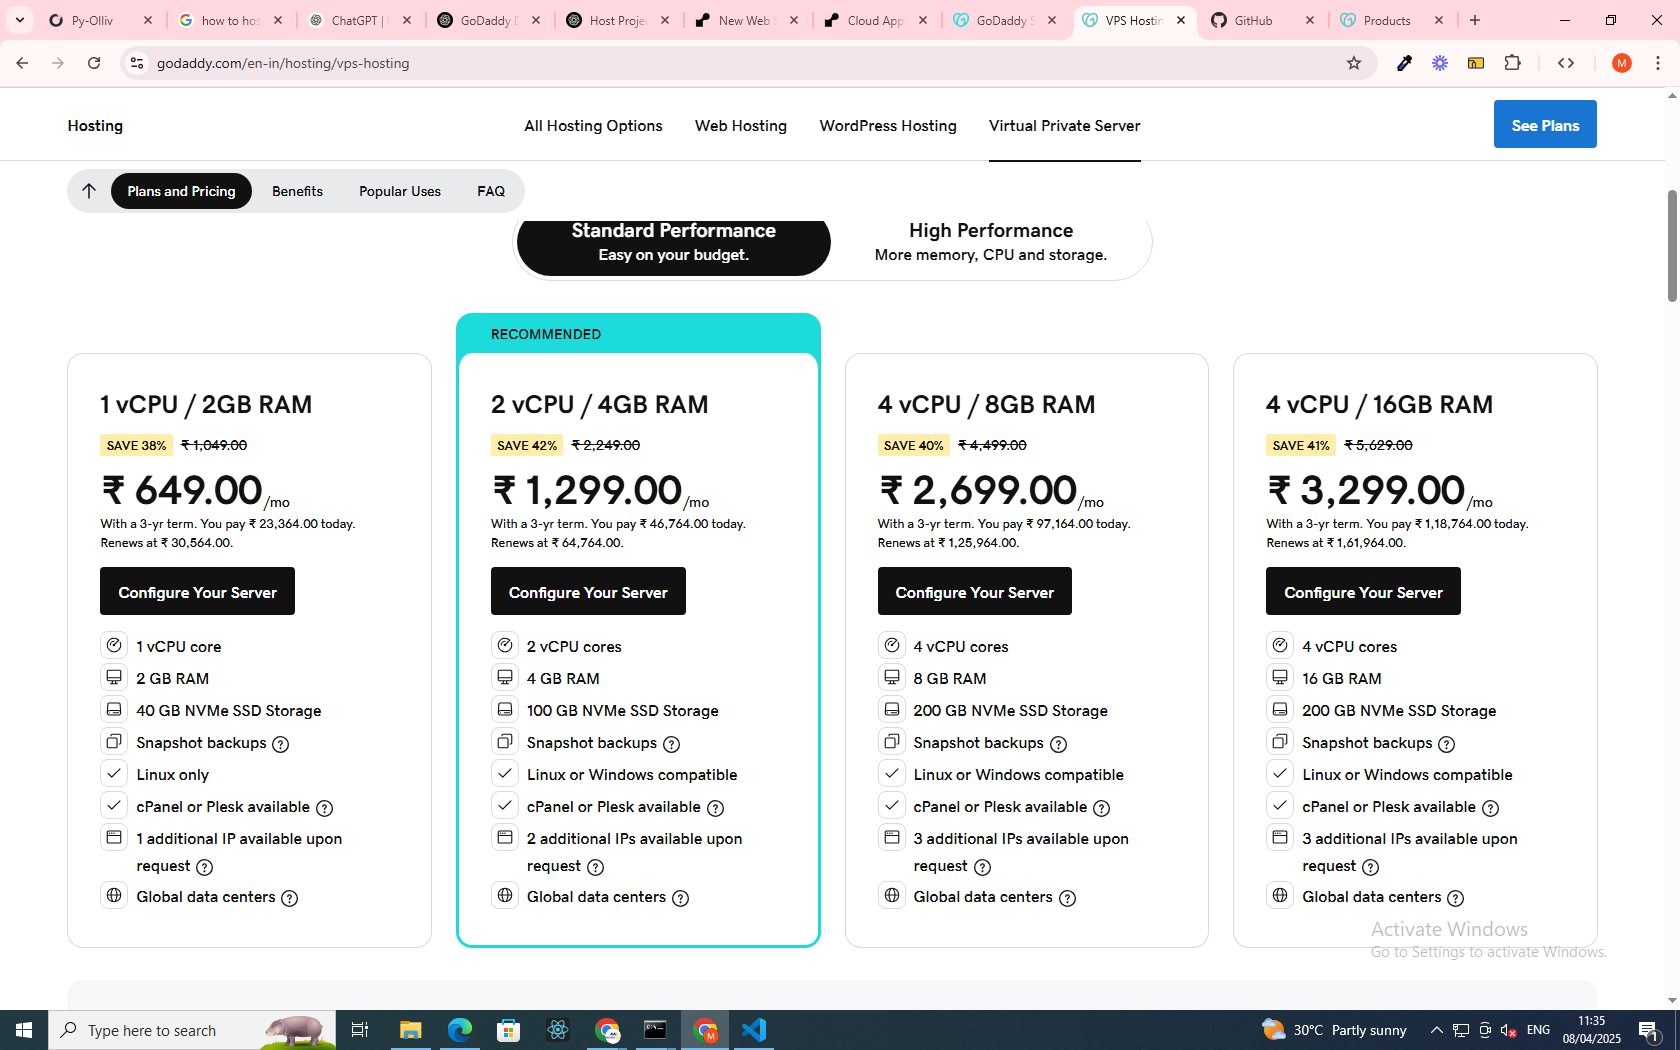 Py-Olliv
how to hos
ChatGPT | (
GoDaddy D
Host Projec
New Web S
Cloud Appl
GoDaddy S
VPS Hostin
GitHub
Products
godaddy.com/en-in/hosting/vps-hosting
M
Hosting
All Hosting Options
Web Hosting
WordPress Hosting
Virtual Private Server
See Plans
Plans and Pricing
Benefits
Popular Uses
FAQ
Standard Performance
Easy on your budget.
High Performance
More memory, CPU and storage.
RECOMMENDED
1 vCPU / 2GB RAM
SAVE 38% ₹ 1,049.00
₹ 649.00/mo
With a 3-yr term. You pay ₹ 23,364.00 today.
Renews at ₹ 30,564.00.
Configure Your Server
1 vCPU core
2 GB RAM
40 GB NVMe SSD Storage
Snapshot backups
Linux only
cPanel or Plesk available
1 additional IP available upon
request
Global data centers
2 vCPU / 4GB RAM
SAVE 42% ₹ 2,249.00
₹ 1,299.00/mo
With a 3-yr term. You pay ₹ 46,764.00 today.
Renews at ₹ 64,764.00.
Configure Your Server
2 vCPU cores
4 GB RAM
100 GB NVMe SSD Storage
Snapshot backups
Linux or Windows compatible
cPanel or Plesk available
2 additional IPs available upon
request
Global data centers
4 vCPU / 8GB RAM
SAVE 40% ₹ 4,499.00
₹ 2,699.00/mo
With a 3-yr term. You pay ₹ 97,164.00 today.
Renews at ₹ 1,25,964.00.
Configure Your Server
4 vCPU cores
8 GB RAM
200 GB NVMe SSD Storage
Snapshot backups
Linux or Windows compatible
cPanel or Plesk available
3 additional IPs available upon
request
Global data centers
4 vCPU / 16GB RAM
SAVE 41% ₹ 5,629.00
₹ 3,299.00/mo
With a 3-yr term. You pay ₹ 1,18,764.00 today.
Renews at ₹ 1,61,964.00.
Configure Your Server
4 vCPU cores
16 GB RAM
200 GB NVMe SSD Storage
Snapshot backups
Linux or Windows compatible
cPanel or Plesk available
3 additional IPs available upon
request
Global data centers
Activate Windows
Go to Settings to activate Windows.
Type here to search
30°C Partly sunny
ENG
11:35
08/04/2025
1